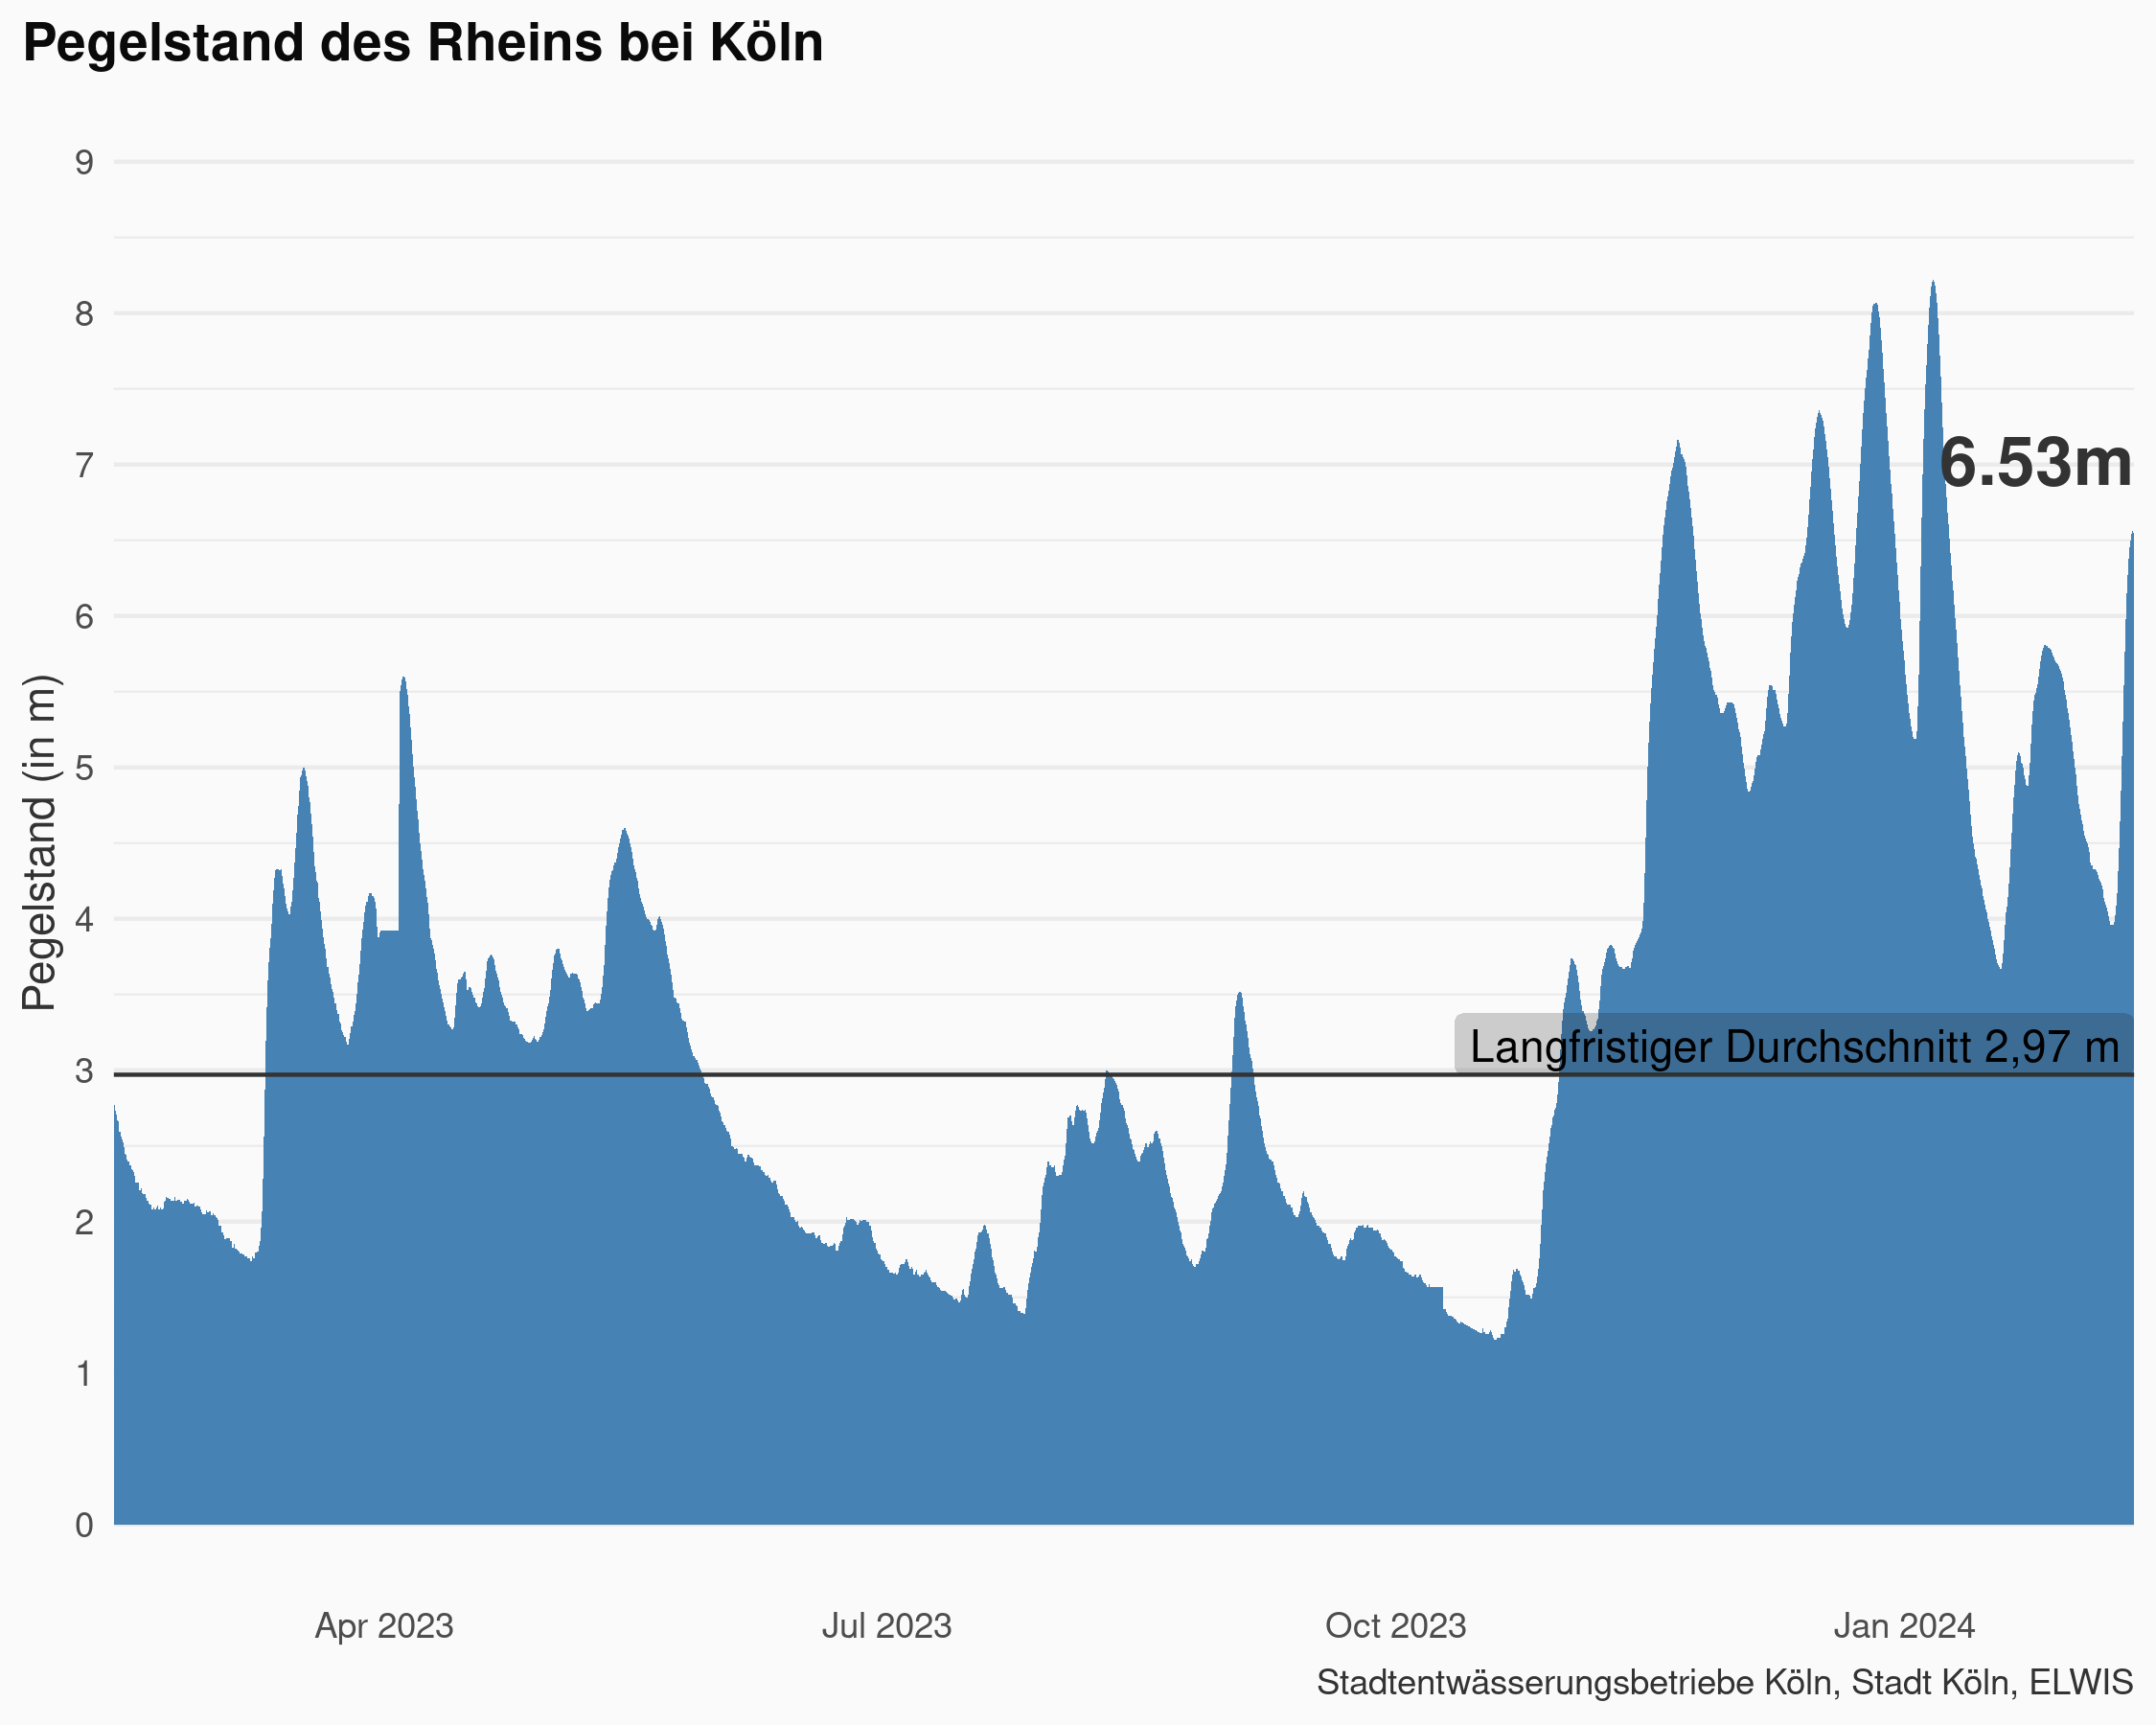 Pegelstand des Rheins bei Köln
9
8
7
6.53m
6
5
4
3
2
1
0
Pegelstand (in m)
Langfristiger Durchschnitt 2,97 m
Apr 2023
Jul 2023
Oct 2023
Jan 2024
Stadtentwässerungsbetriebe Köln, Stadt Köln, ELWIS